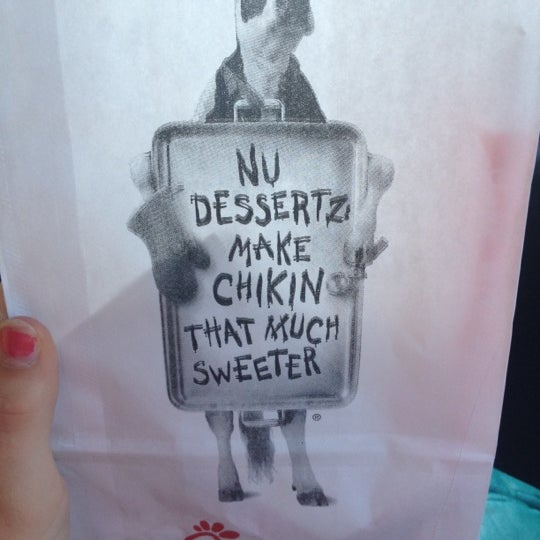 NU
DESSERTZ
MAKE
CHIKIN
THAT MUCH
SWEETER
®